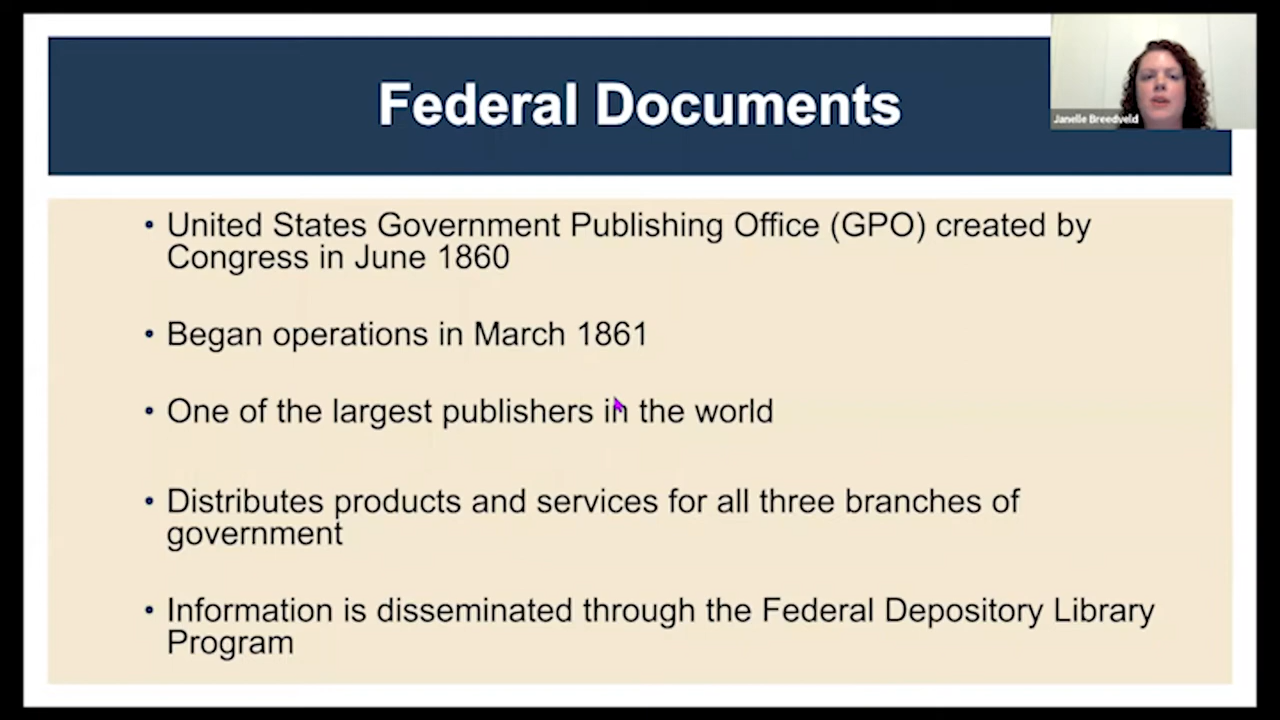 Federal Documents
Janelle Breedveld
• United States Government Publishing Office (GPO) created by
Congress in June 1860
• Began operations in March 1861
• One of the largest publishers in the world
• Distributes products and services for all three branches of
government
• Information is disseminated through the Federal Depository Library
Program